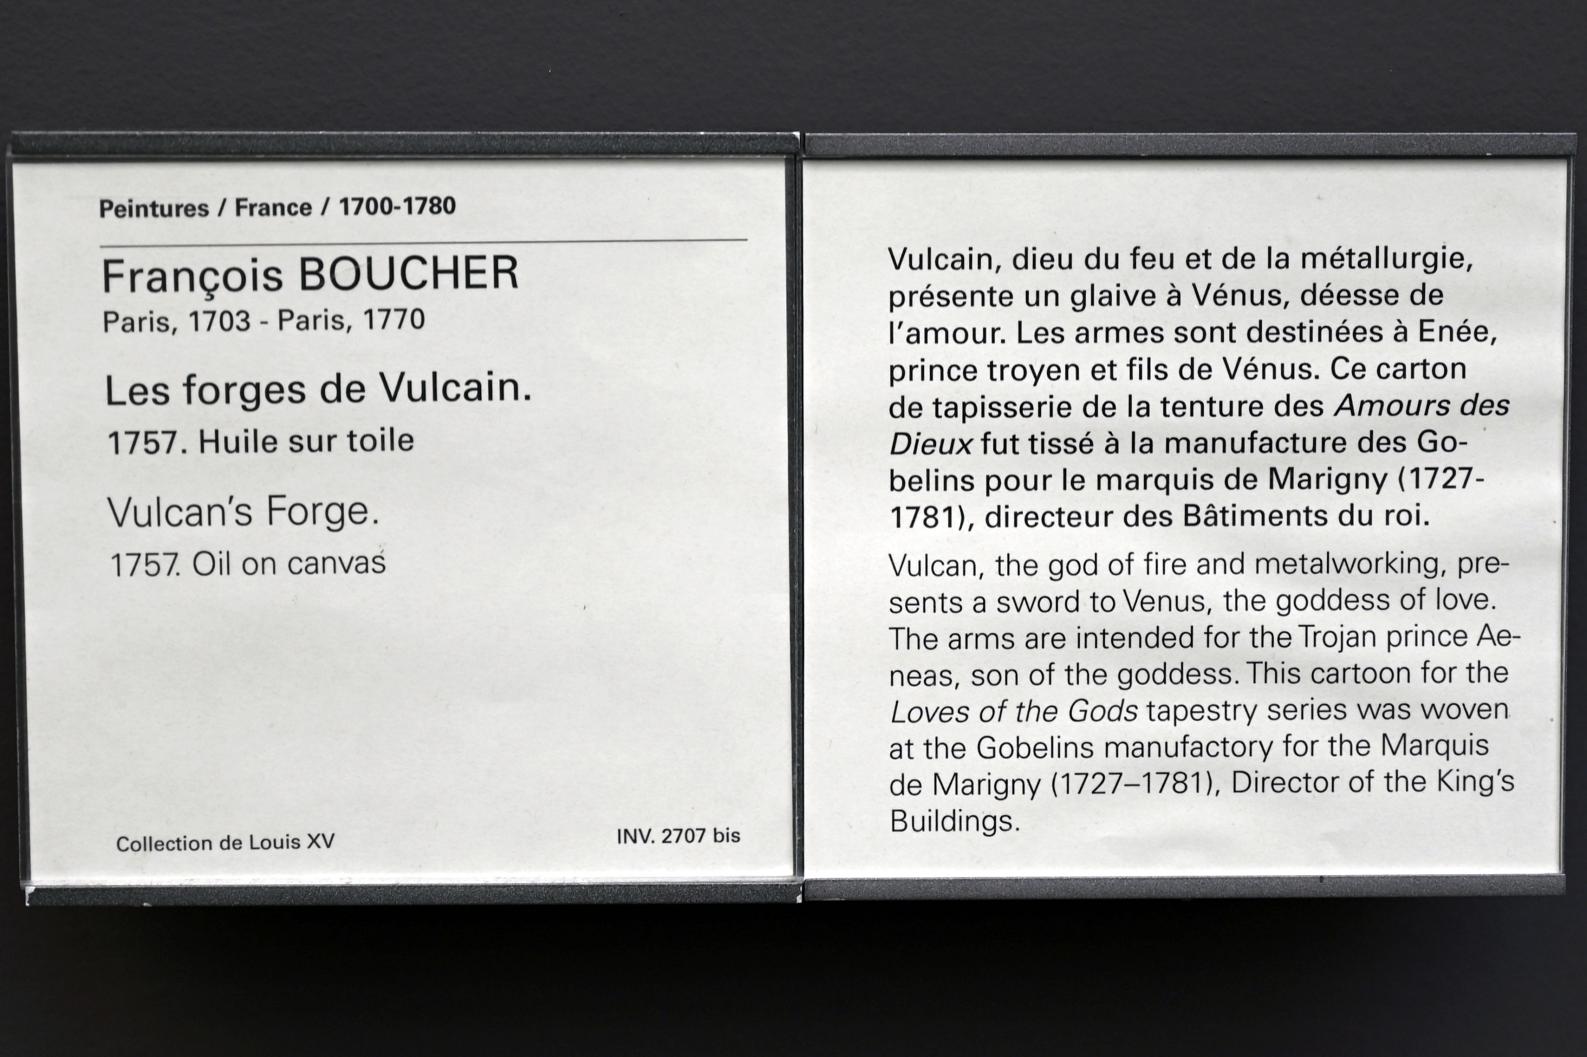 Peintures / France / 1700-1780
François BOUCHER
Paris, 1703 - Paris, 1770
Les forges de Vulcain.
1757. Huile sur toile
Vulcan's Forge.
1757. Oil on canvas
Collection de Louis XV
INV. 2707 bis
Vulcain, dieu du feu et de la métallurgie,
présente un glaive à Vénus, déesse de
l'amour. Les armes sont destinées à Enée,
prince troyen et fils de Vénus. Ce carton
de tapisserie de la tenture des Amours des
Dieux fut tissé à la manufacture des Go-
belins pour le marquis de Marigny (1727-
1781), directeur des Bâtiments du roi.
Vulcan, the god of fire and metalworking, pre-
sents a sword to Venus, the goddess of love.
The arms are intended for the Trojan prince Ae-
neas, son of the goddess. This cartoon for the
Loves of the Gods tapestry series was woven
at the Gobelins manufactory for the Marquis
de Marigny (1727–1781), Director of the King's
Buildings.